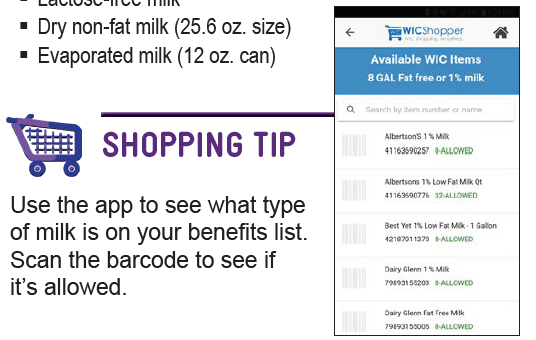 Lactose-free milk
▪ Dry non-fat milk (25.6 oz. size)
▪ Evaporated milk (12 oz. can)
SHOPPING TIP
Use the app to see what type
of milk is on your benefits list.
Scan the barcode to see if
it's allowed.
WICShopper
WIC shopping, simplified
Available WIC Items
8 GAL Fat free or 1% milk
Search by item number or name.
Albertson'S 1% Milk
41163690257 8-ALLOWED
Albertsons 1% Low Fat Milk Qt
41163690776 32-ALLOWED
Best Yet 1% Low Fat Milk - 1 Gallon
42187011370 8-ALLOWED
Dairy Glenn 1% Milk
79893155203 8-ALLOWED
Dairy Glenn Fat Free Milk
79893155005 8-ALLOWED